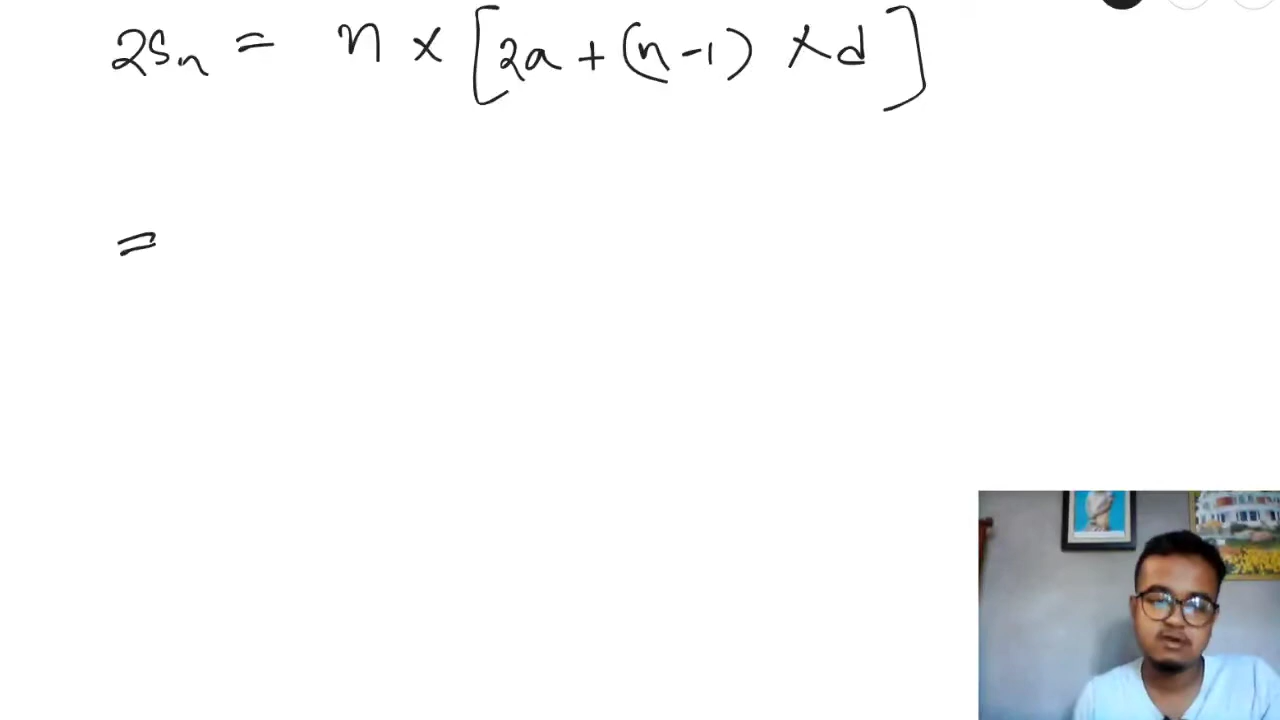 2Sn = n × [2a + (n-1) × d]
=